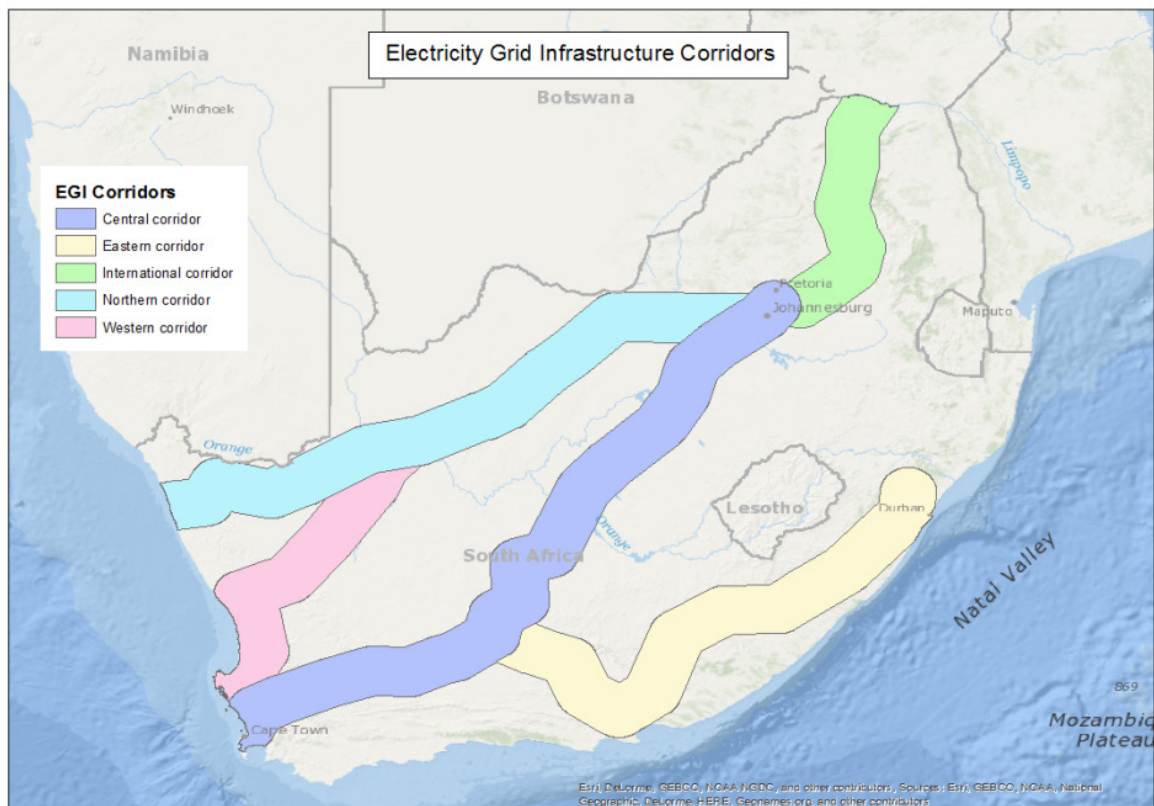 Electricity Grid Infrastructure Corridors
Namibia
Windhoek
Botswana
Limpopo
EGI Corridors
Central corridor
Eastern corridor
International corridor
Northern corridor
Western corridor
Pretoria
Johannesburg
Maputo
Orange
Lesotho
Durban
Orange
South Africa
Natal Valley
Cape Town
869
Mozambiq
Plateau
Esri, DeLorme, GEBCO, NOAA NGDC, and other contributors, Sources: Esri, GEBCO, NOAA, National
Geographic, DeLorme, HERE, Geonames.org, and other contributors